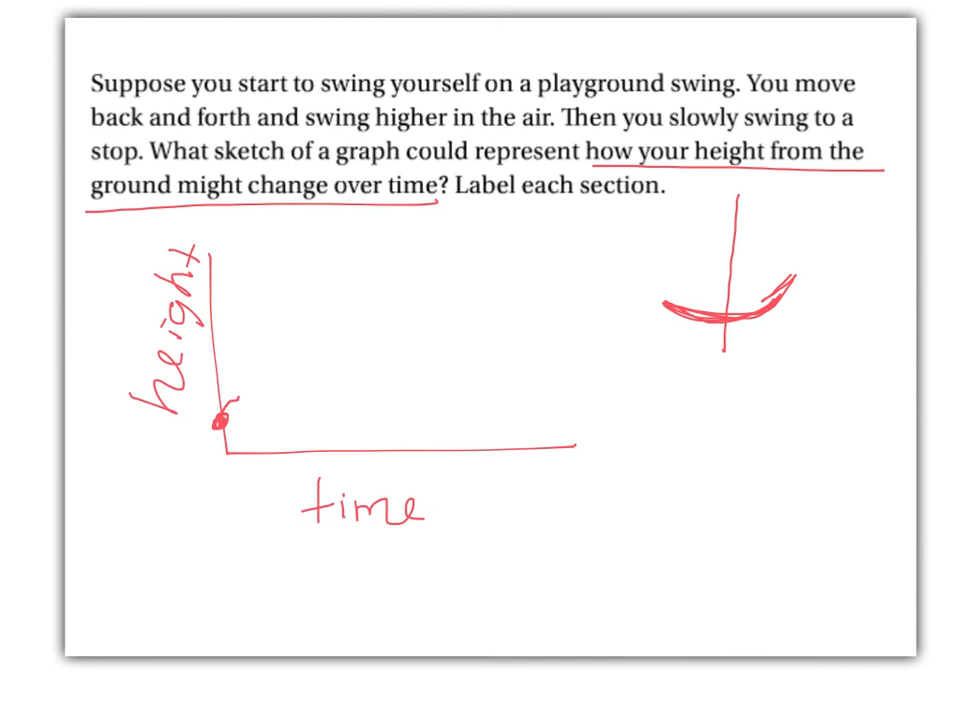 Suppose you start to swing yourself on a playground swing. You move
back and forth and swing higher in the air. Then you slowly swing to a
stop. What sketch of a graph could represent how your height from the
ground might change over time? Label each section.
height
time